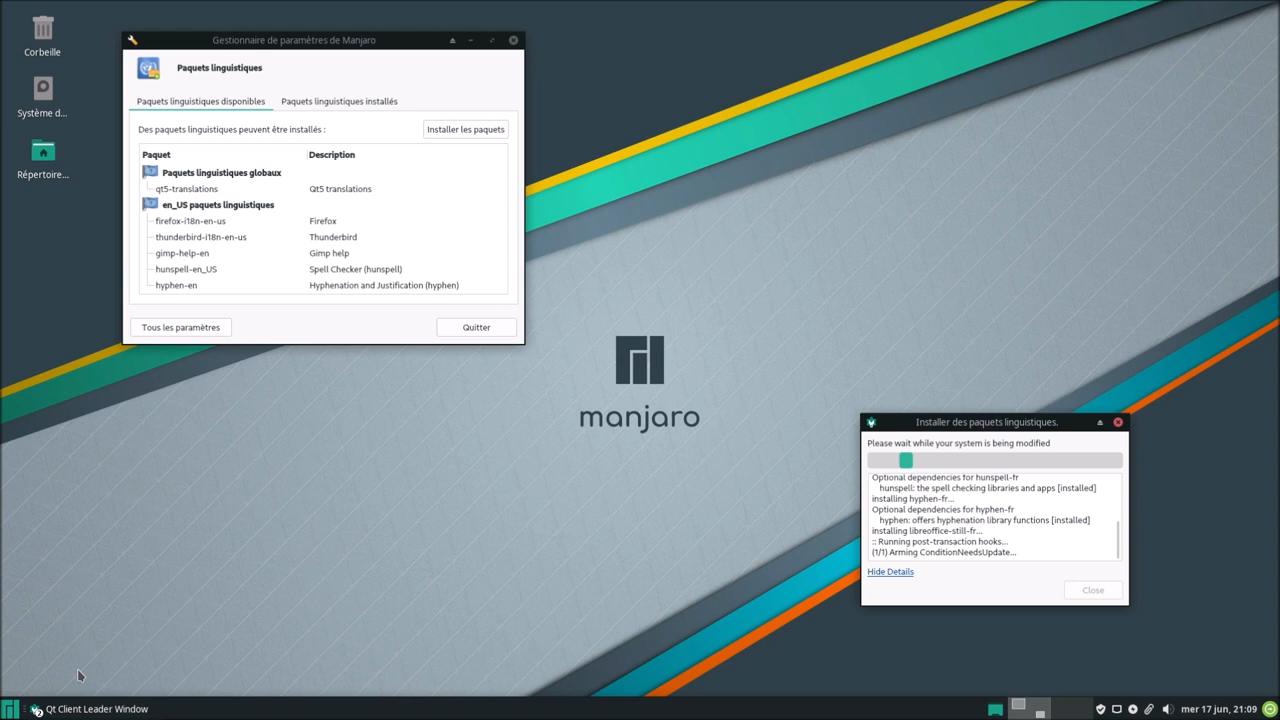 Corbeille
Système d...
Répertoire...
Gestionnaire de paramètres de Manjaro
Paquets linguistiques
Paquets linguistiques disponibles
Paquets linguistiques installés
Des paquets linguistiques peuvent être installés :
Installer les paquets
Paquet Description
Paquets linguistiques globaux
qt5-translations Qt5 translations
en_US paquets linguistiques
firefox-i18n-en-us Firefox
thunderbird-i18n-en-us Thunderbird
gimp-help-en Gimp help
hunspell-en_US Spell Checker (hunspell)
hyphen-en Hyphenation and Justification (hyphen)
Tous les paramètres
Quitter
manjaro
Installer des paquets linguistiques.
Please wait while your system is being modified
Optional dependencies for hunspell-fr
hunspell: the spell checking libraries and apps [installed]
installing hyphen-fr...
Optional dependencies for hyphen-fr
hyphen: offers hyphenation library functions [installed]
installing libreoffice-still-fr...
:: Running post-transaction hooks...
(1/1) Arming ConditionNeedsUpdate...
Hide Details
Close
2
Qt Client Leader Window
mer 17 jun, 21:09